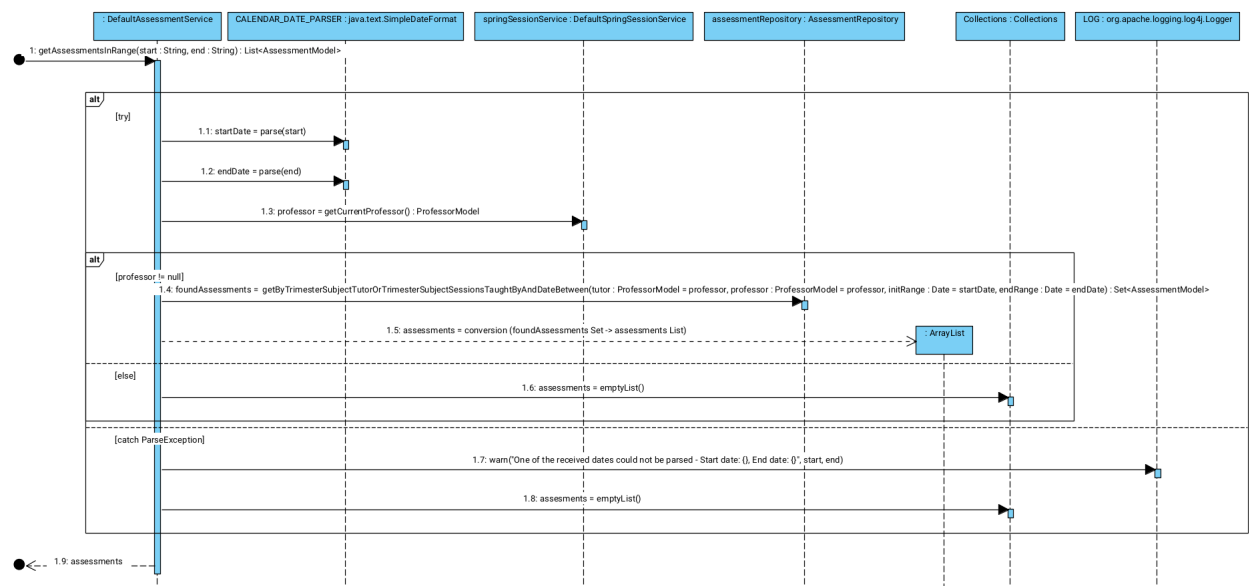 : DefaultAssessmentService
CALENDAR_DATE_PARSER : java.text.SimpleDateFormat
springSessionService : DefaultSpringSessionService
assessmentRepository : AssessmentRepository
Collections : Collections
LOG : org.apache.logging.log4j.Logger
1: getAssessmentsInRange(start : String, end : String) : List<AssessmentModel>
alt
[try]
1.1: startDate = parse(start)
1.2: endDate = parse(end)
1.3: professor = getCurrentProfessor() : ProfessorModel
alt
[professor != null]
1.4: foundAssessments = getByTrimesterSubjectTutorOrTrimesterSubjectSessionsTaughtByAndDateBetween(tutor : ProfessorModel = professor, professor : ProfessorModel = professor, initRange : Date = startDate, endRange : Date = endDate) : Set<AssessmentModel>
1.5: assessments = conversion (foundAssessments Set -> assessments List)
: ArrayList
[else]
1.6: assessments = emptyList()
[catch ParseException]
1.7: warn("One of the received dates could not be parsed - Start date: {}, End date: {}", start, end)
1.8: assesments = emptyList()
1.9: assessments